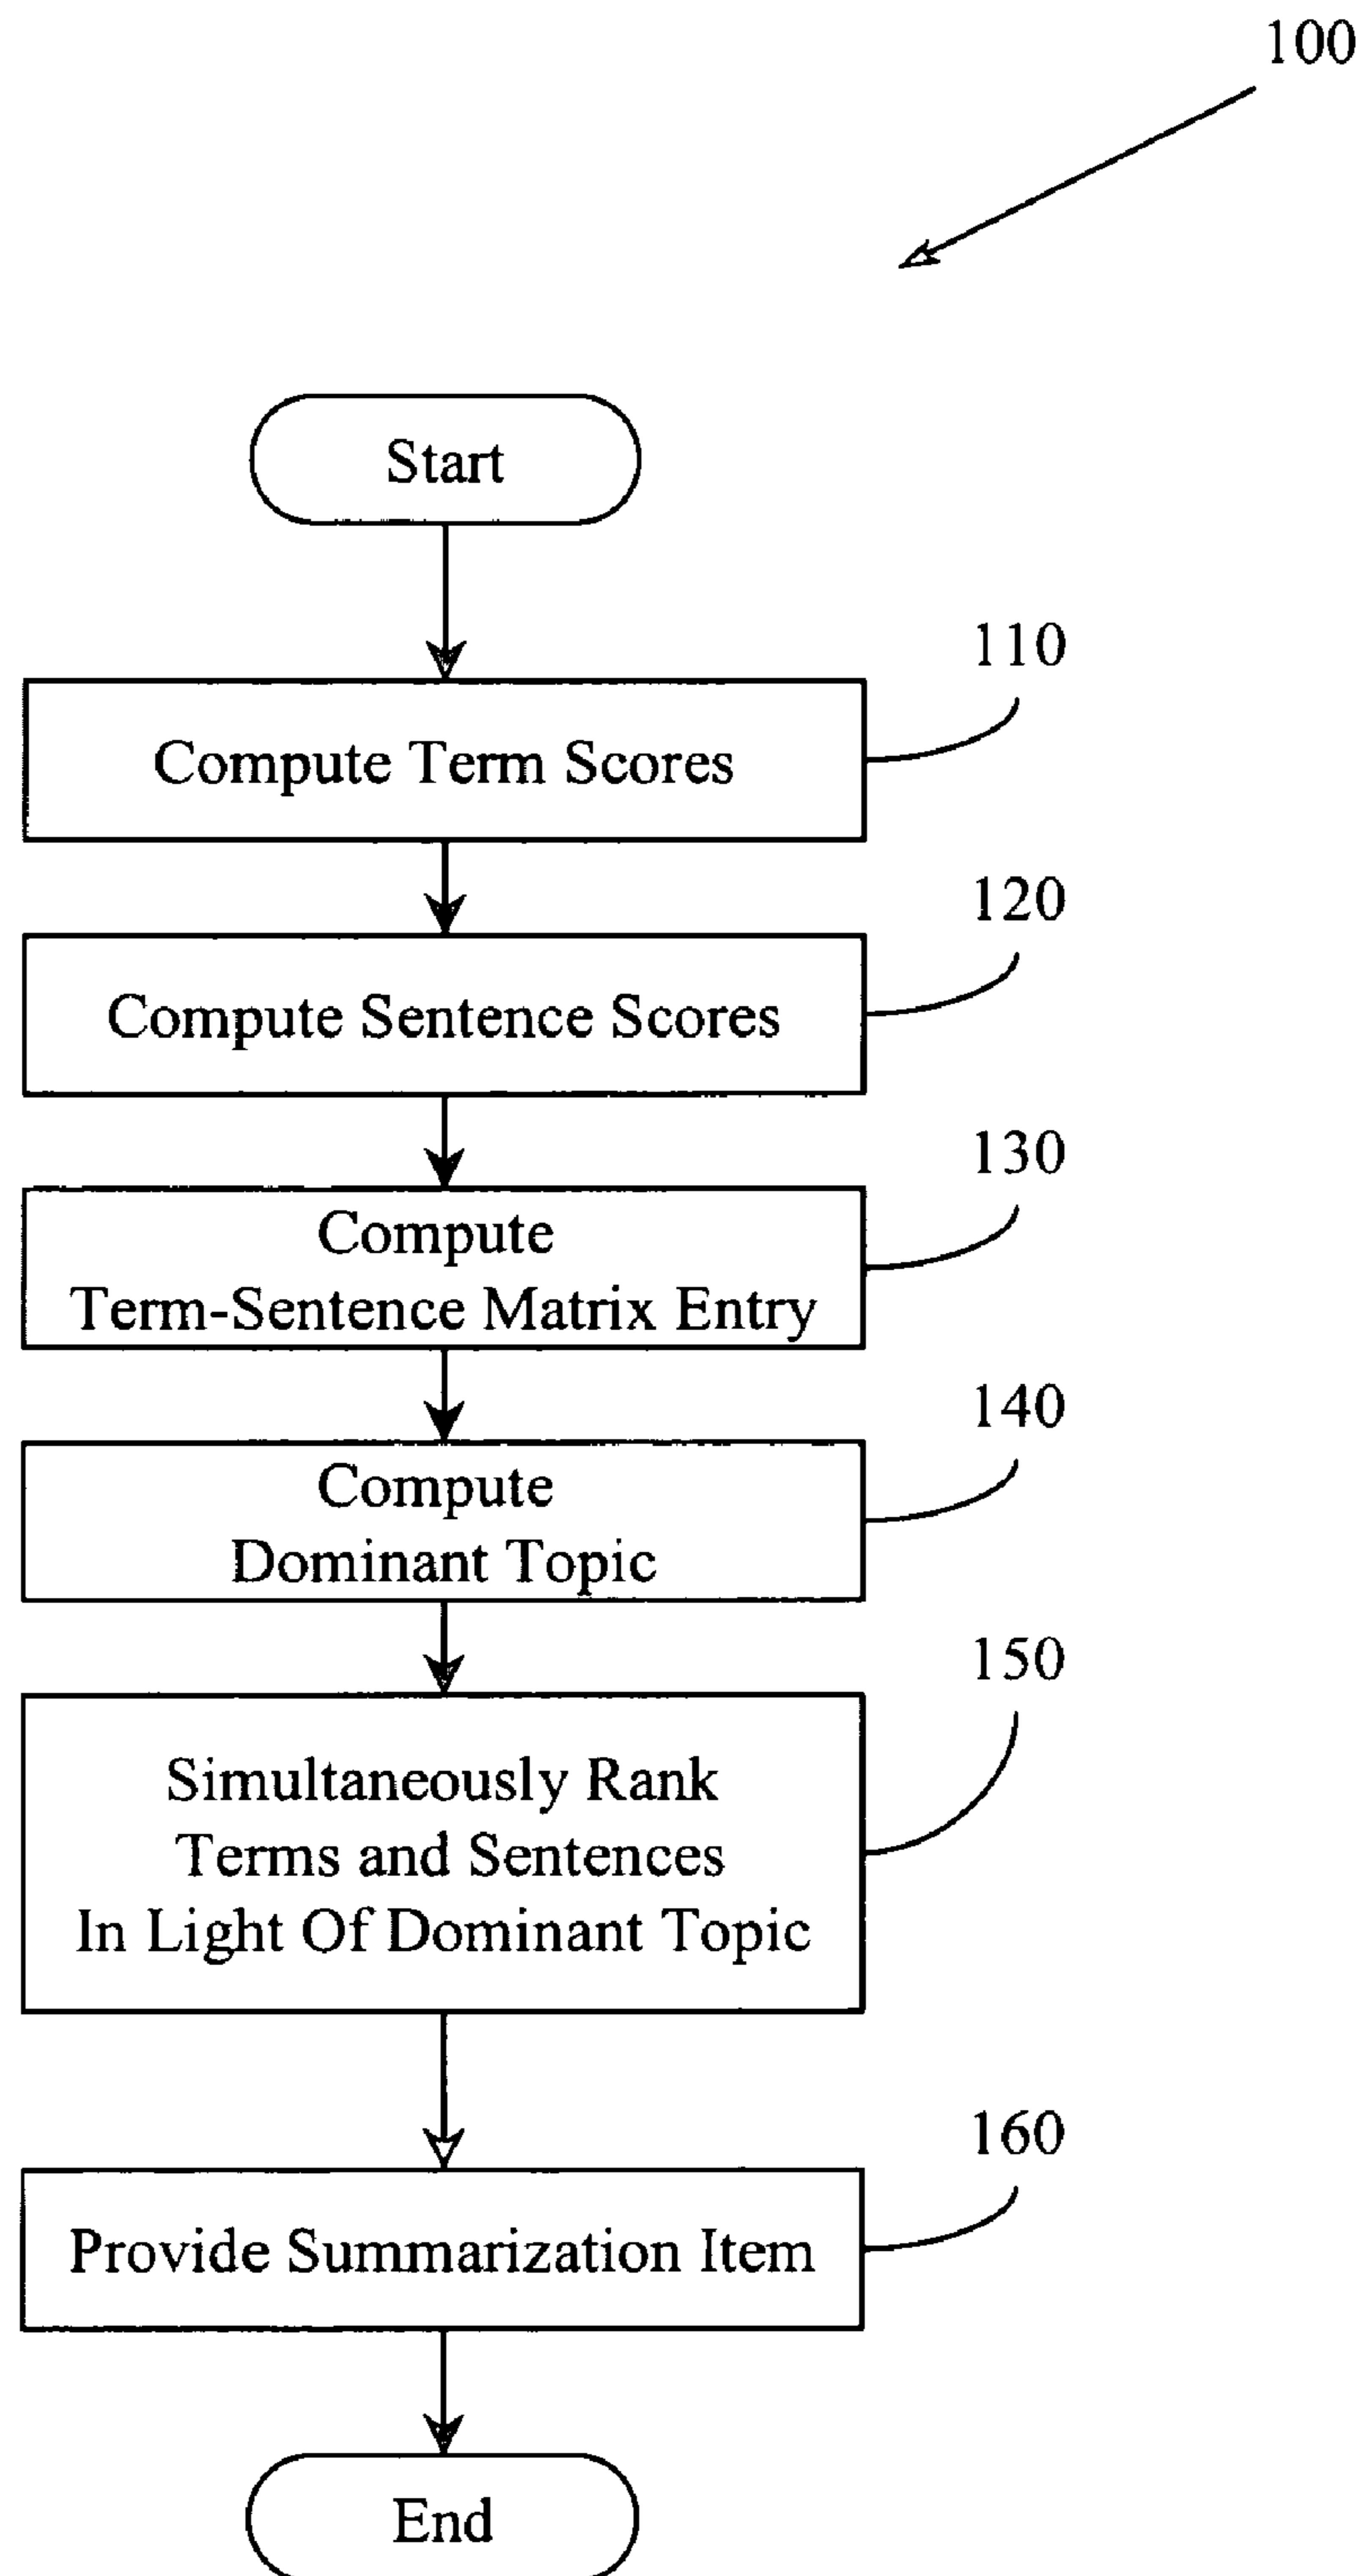 100
Start
110
Compute Term Scores
120
Compute Sentence Scores
130
Compute
Term-Sentence Matrix Entry
140
Compute
Dominant Topic
150
Simultaneously Rank
Terms and Sentences
In Light Of Dominant Topic
160
Provide Summarization Item
End